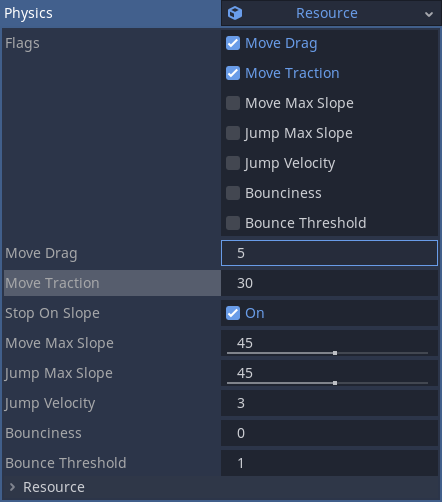 Physics Resource
Flags Move Drag
Move Traction
Move Max Slope
Jump Max Slope
Jump Velocity
Bounciness
Bounce Threshold
Move Drag 5
Move Traction 30
Stop On Slope On
Move Max Slope 45
Jump Max Slope 45
Jump Velocity 3
Bounciness 0
Bounce Threshold 1
Resource